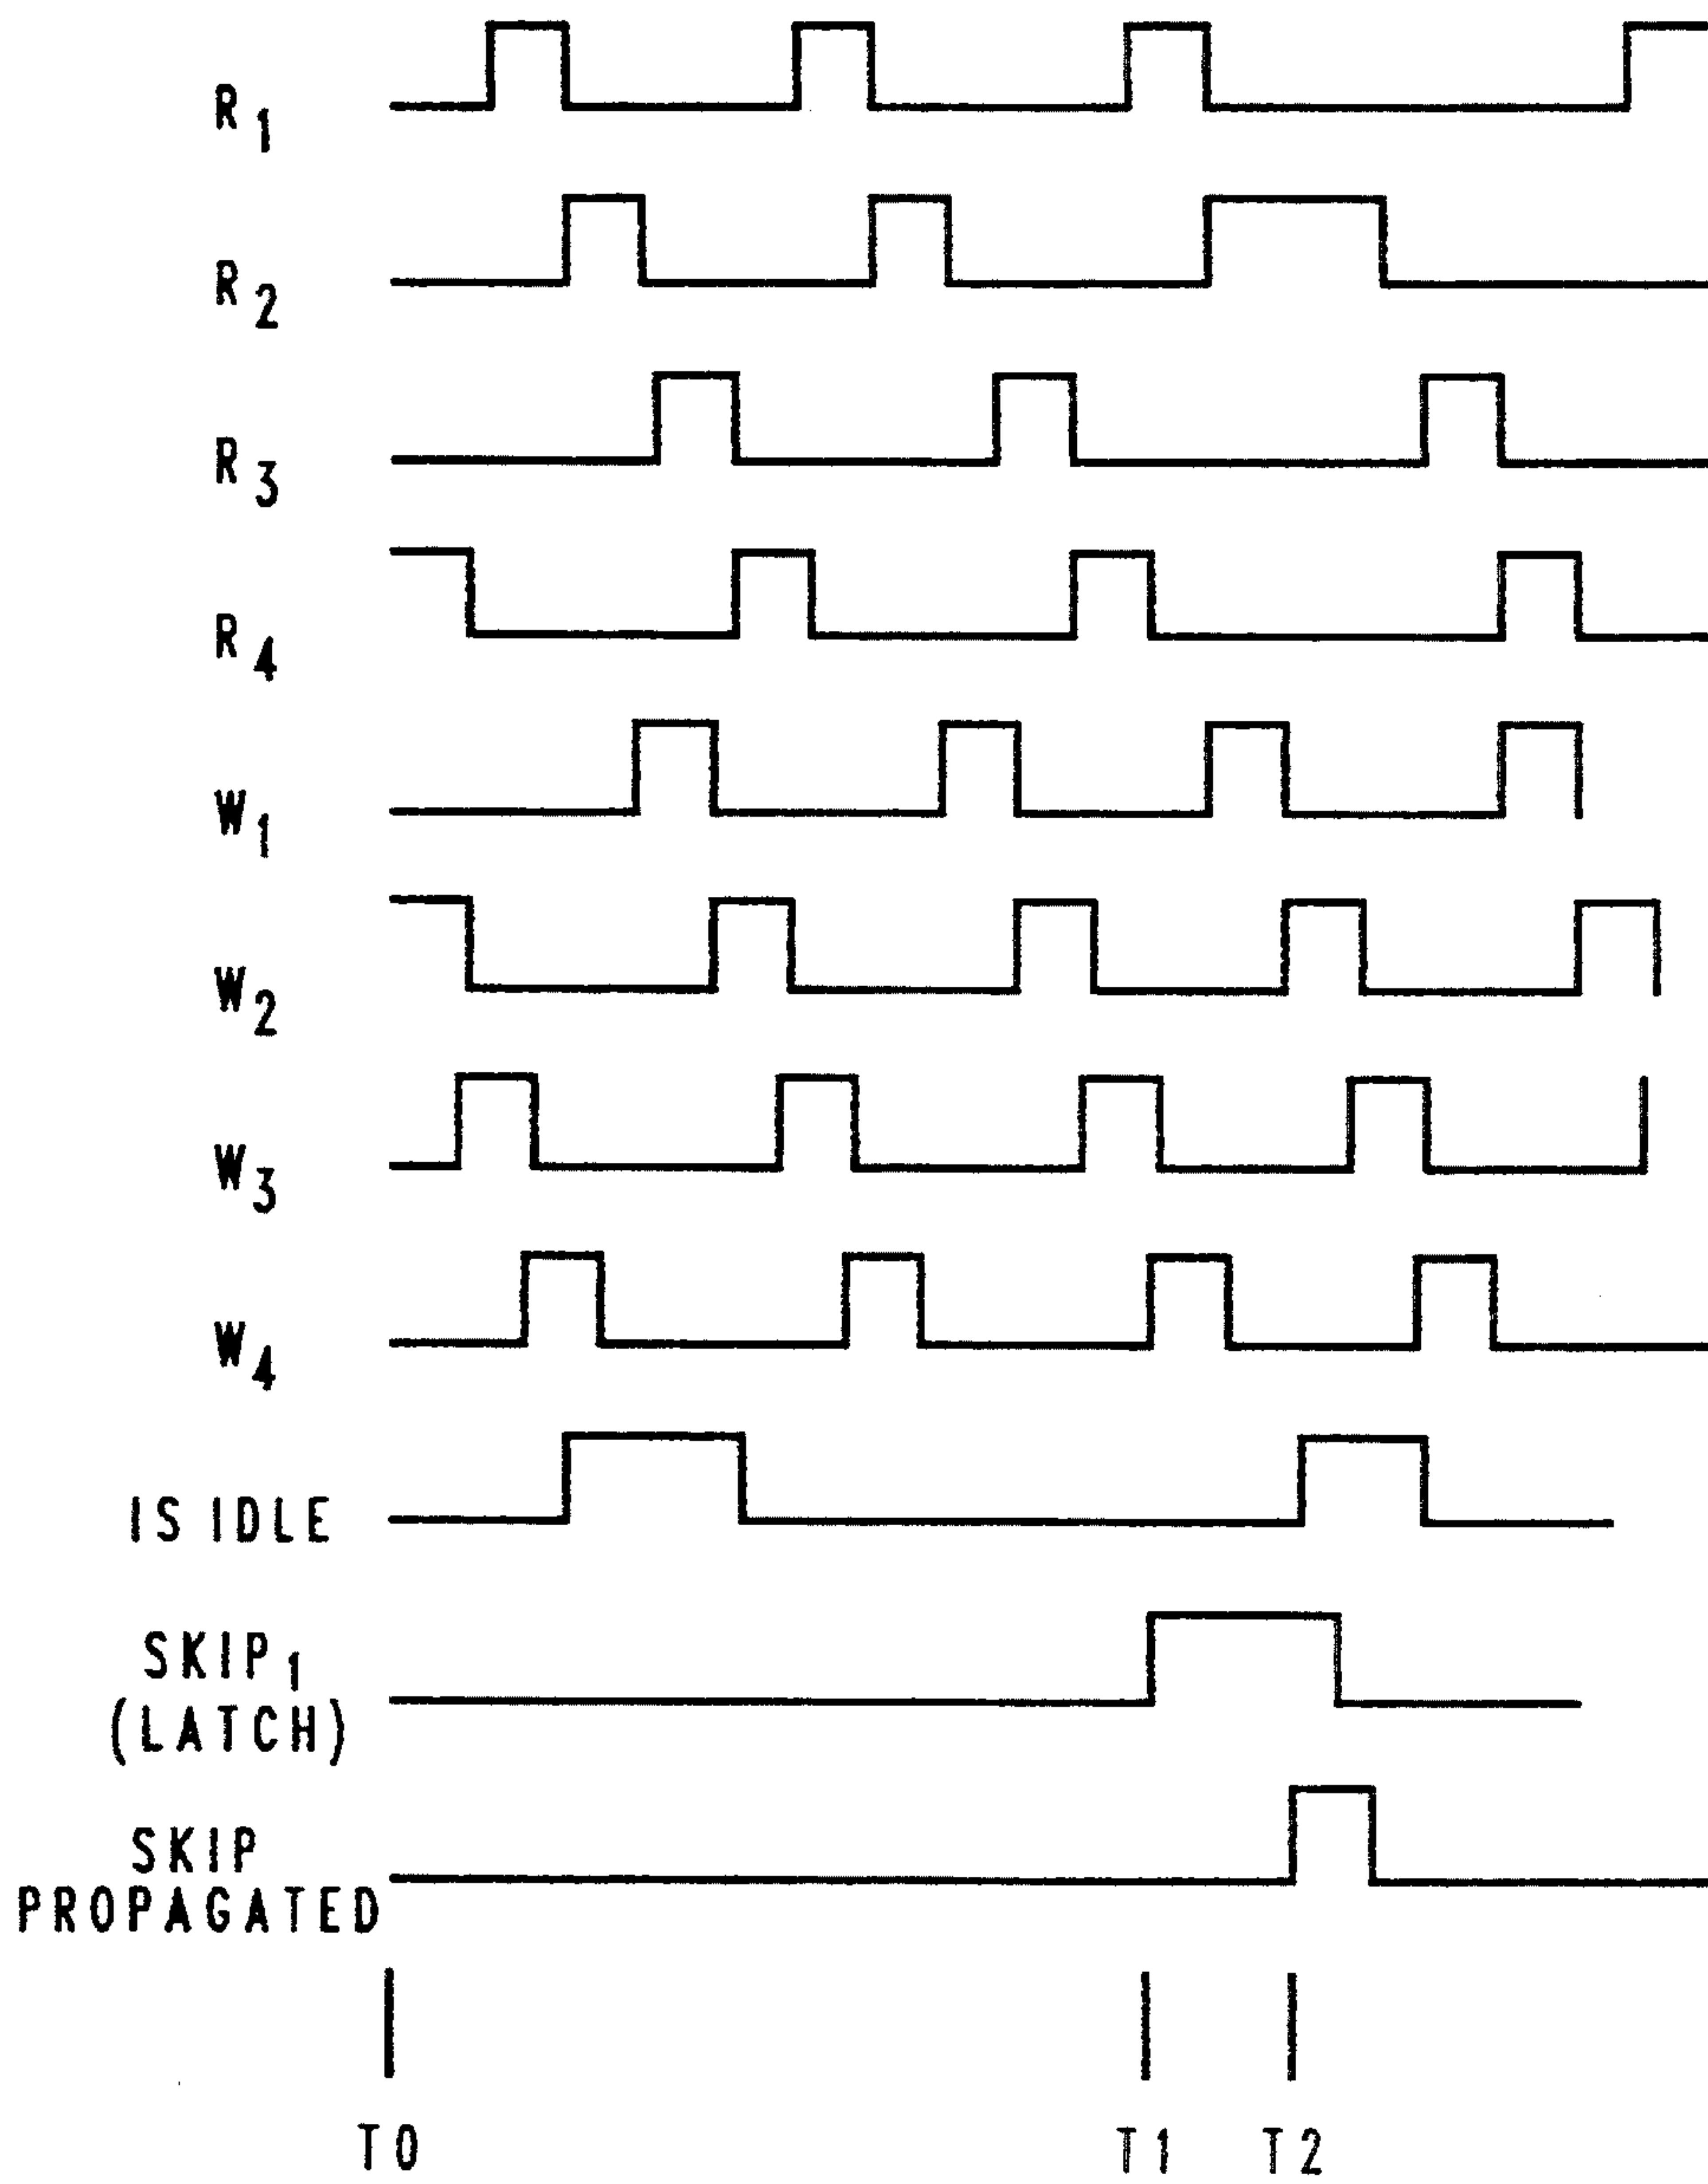 R1
R2
R3
R4
W1
W2
W3
W4
IS IDLE
SKIP1
(LATCH)
SKIP
PROPAGATED
T0 T1 T2